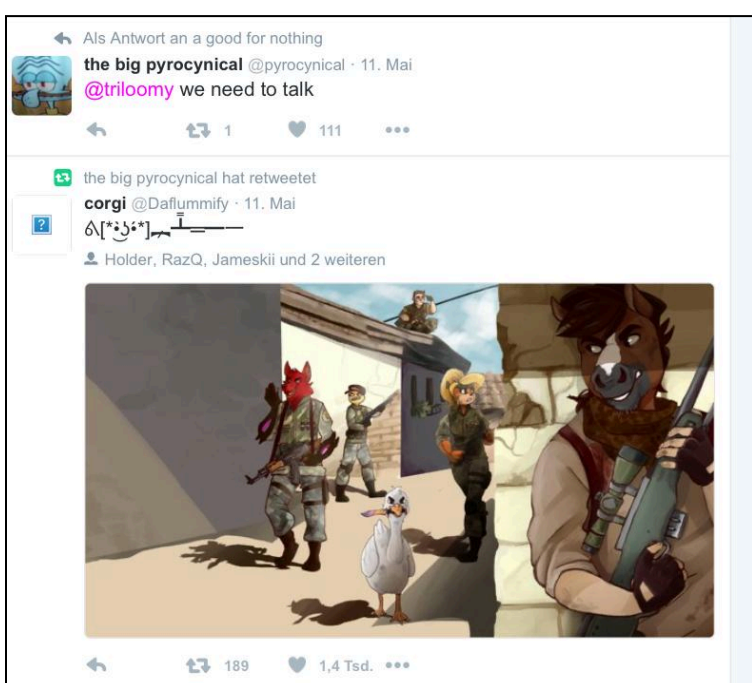 Als Antwort an a good for nothing
the big pyrocynical @pyrocynical · 11. Mai
@triloomy we need to talk
1 111 •••
the big pyrocynical hat retweetet
corgi @Daflummify · 11. Mai
Holder, RazQ, Jameskii und 2 weiteren
189 1,4 Tsd. •••